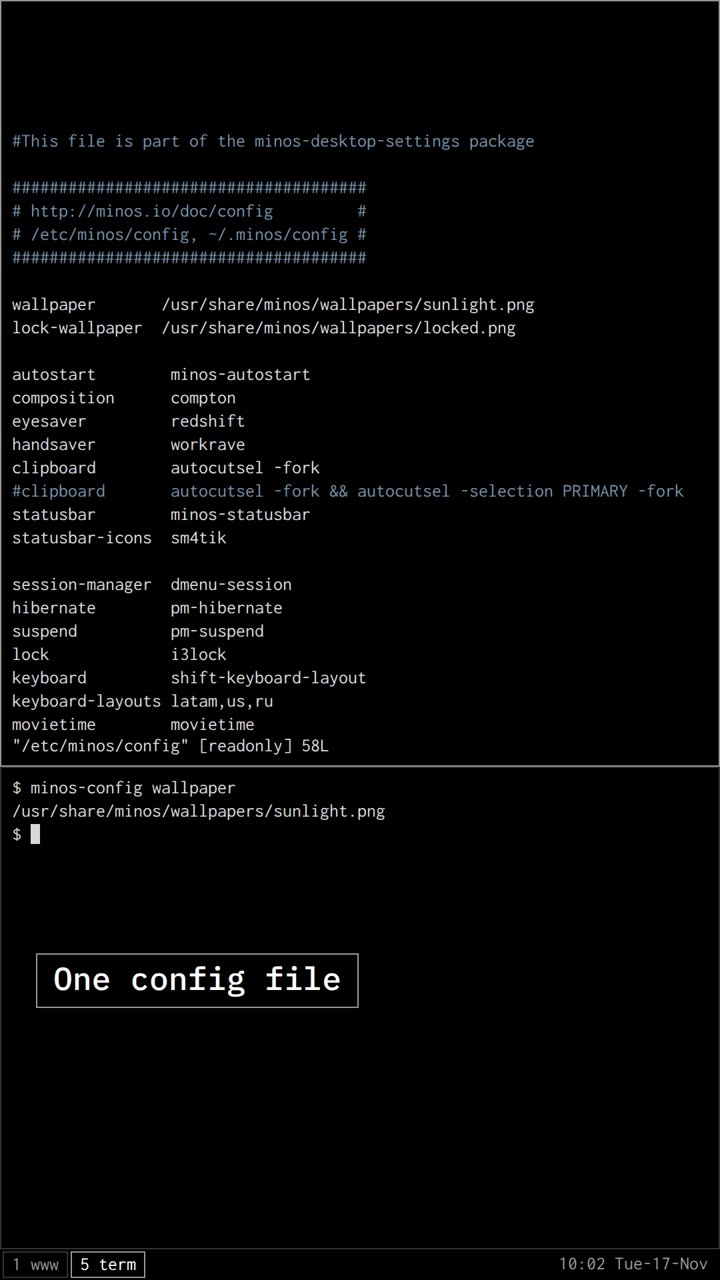 #This file is part of the minos-desktop-settings package
######################################
# http://minos.io/doc/config         #
# /etc/minos/config, ~/.minos/config #
######################################
wallpaper       /usr/share/minos/wallpapers/sunlight.png
lock-wallpaper  /usr/share/minos/wallpapers/locked.png
autostart        minos-autostart
composition      compton
eyesaver         redshift
handsaver        workrave
clipboard        autocutsel -fork
#clipboard       autocutsel -fork && autocutsel -selection PRIMARY -fork
statusbar        minos-statusbar
statusbar-icons  sm4tik
session-manager  dmenu-session
hibernate        pm-hibernate
suspend          pm-suspend
lock             i3lock
keyboard         shift-keyboard-layout
keyboard-layouts latam,us,ru
movietime        movietime
"/etc/minos/config" [readonly] 58L
$ minos-config wallpaper
/usr/share/minos/wallpapers/sunlight.png
$
One config file
1 www 5 term 10:02 Tue-17-Nov